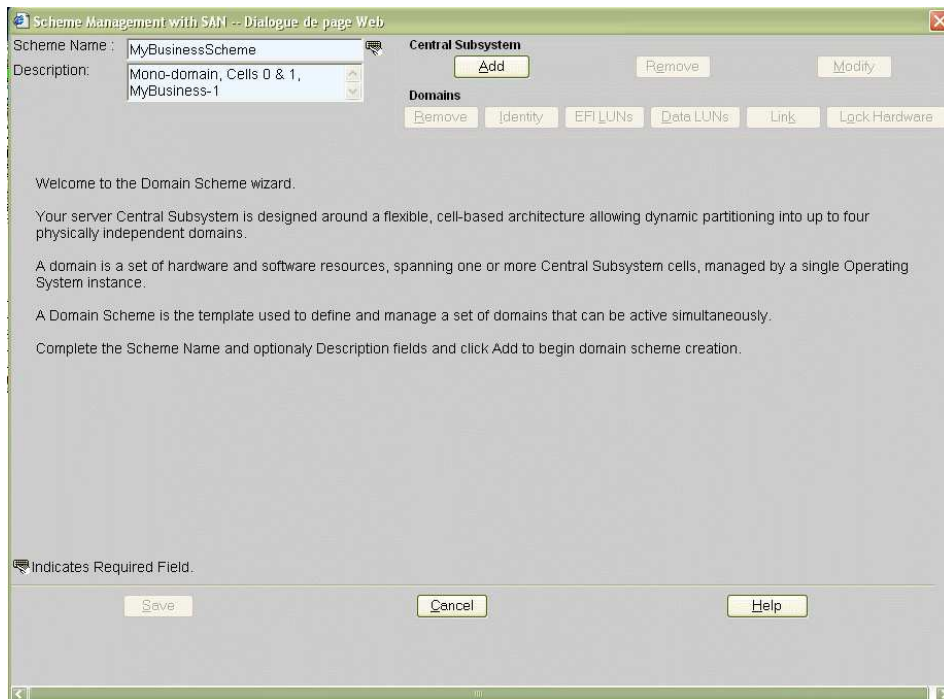 Scheme Management with SAN -- Dialogue de page Web
Scheme Name : MyBusinessScheme
Description: Mono-domain, Cells 0 & 1,
MyBusiness-1
Central Subsystem
Add Remove Modify
Domains
Remove Identity EFI LUNs Data LUNs Link Lock Hardware
Welcome to the Domain Scheme wizard.
Your server Central Subsystem is designed around a flexible, cell-based architecture allowing dynamic partitioning into up to four
physically independent domains.
A domain is a set of hardware and software resources, spanning one or more Central Subsystem cells, managed by a single Operating
System instance.
A Domain Scheme is the template used to define and manage a set of domains that can be active simultaneously.
Complete the Scheme Name and optionaly Description fields and click Add to begin domain scheme creation.
Indicates Required Field.
Save Cancel Help